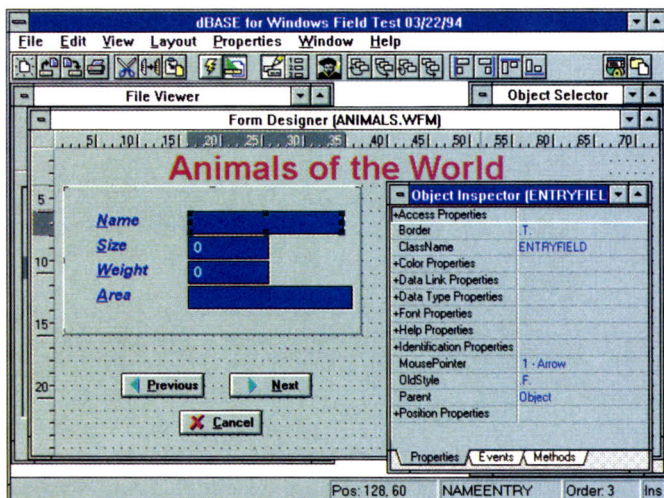 dBASE for Windows Field Test 03/22/94
File Edit View Layout Properties Window Help
File Viewer
Object Selector
Form Designer (ANIMALS.WFM)
5 10 15 20 25 30 35 40 45 50 55 60 65 70
Animals of the World
5
10
15
20
Name
Size 0
Weight 0
Area
Previous
Next
Cancel
Object Inspector (ENTRYFIEL
+Access Properties
Border .T.
ClassName ENTRYFIELD
+Color Properties
+Data Link Properties
+Data Type Properties
+Font Properties
+Help Properties
+Identification Properties
MousePointer 1 - Arrow
OldStyle .F.
Parent Object
+Position Properties
Properties Events Methods
Pos: 128, 60 NAMEENTRY Order: 3 Ins